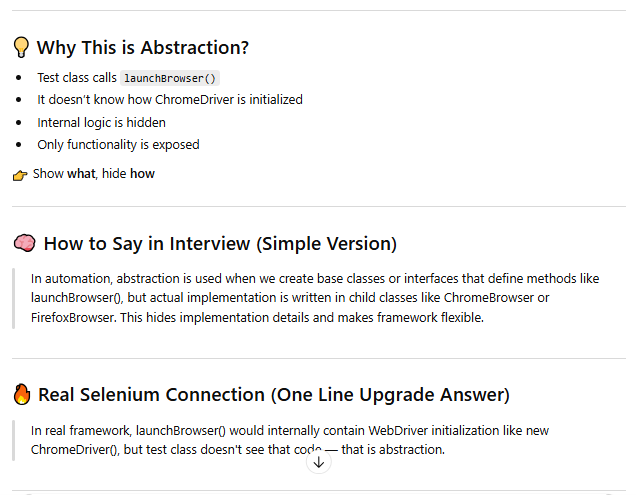 💡 Why This is Abstraction?
• Test class calls launchBrowser()
• It doesn't know how ChromeDriver is initialized
• Internal logic is hidden
• Only functionality is exposed
👉 Show what, hide how
🧠 How to Say in Interview (Simple Version)
In automation, abstraction is used when we create base classes or interfaces that define methods like
launchBrowser(), but actual implementation is written in child classes like ChromeBrowser or
FirefoxBrowser. This hides implementation details and makes framework flexible.
🔥 Real Selenium Connection (One Line Upgrade Answer)
In real framework, launchBrowser() would internally contain WebDriver initialization like new
ChromeDriver(), but test class doesn't see that code — that is abstraction.